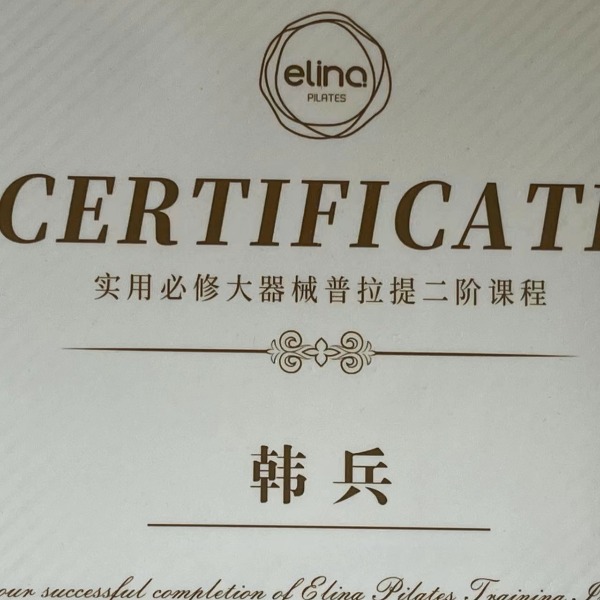 elina
PILATES
CERTIFICAT
实用必修大器械普拉提二阶课程
韩兵
our successful completion of Elina Pilates Training